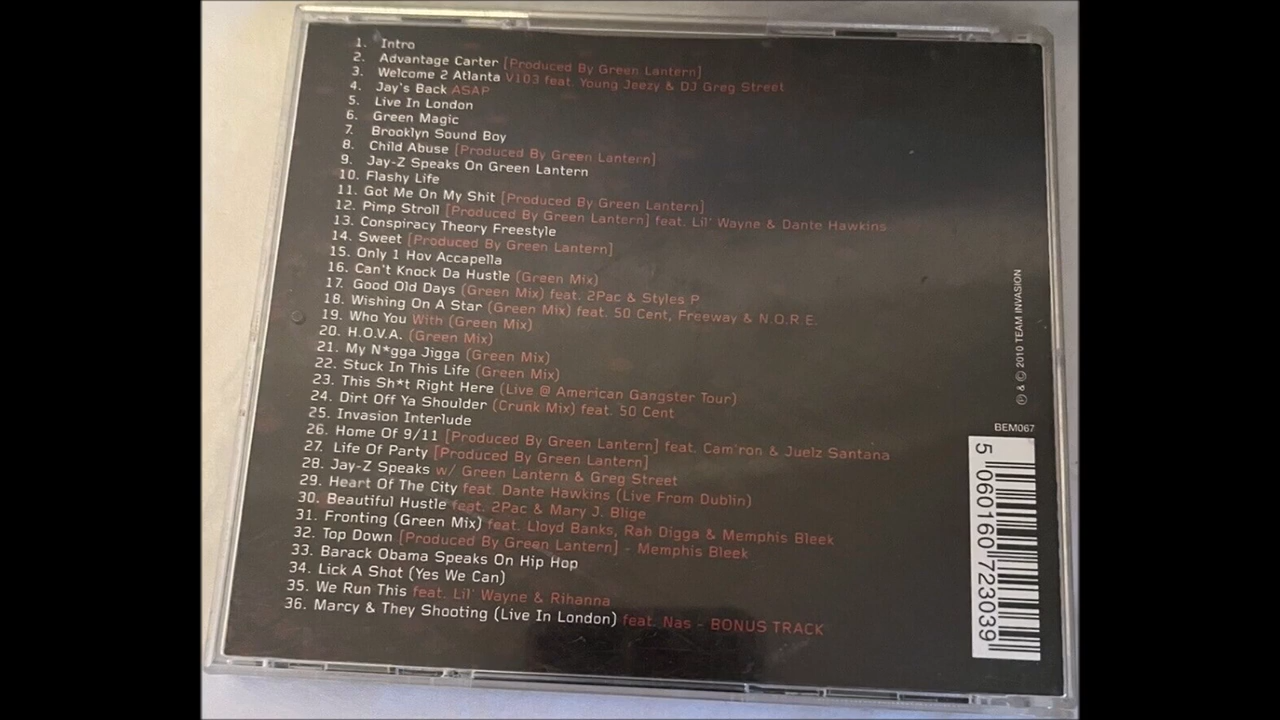 1. Intro
2. Advantage Carter [Produced By Green Lantern]
3. Welcome 2 Atlanta V103 feat. Young Jeezy & DJ Greg Street
4. Jay's Back ASAP
5. Live In London
6. Green Magic
7. Brooklyn Sound Boy
8. Child Abuse [Produced By Green Lantern]
9. Jay-Z Speaks On Green Lantern
10. Flashy Life
11. Got Me On My Shit [Produced By Green Lantern]
12. Pimp Stroll [Produced By Green Lantern] feat. Lil' Wayne & Dante Hawkins
13. Conspiracy Theory Freestyle
14. Sweet [Produced By Green Lantern]
15. Only 1 Hov Accapella
16. Can't Knock Da Hustle (Green Mix)
17. Good Old Days (Green Mix) feat. 2Pac & Styles P
18. Wishing On A Star (Green Mix) feat. 50 Cent, Freeway & N.O.R.E.
19. Who You With (Green Mix)
20. H.O.V.A. (Green Mix)
21. My N*gga Jigga (Green Mix)
22. Stuck In This Life (Green Mix)
23. This Sh*t Right Here (Live @ American Gangster Tour)
24. Dirt Off Ya Shoulder (Crunk Mix) feat. 50 Cent
25. Invasion Interlude
26. Home Of 9/11 [Produced By Green Lantern] feat. Cam'ron & Juelz Santana
27. Life Of Party [Produced By Green Lantern]
28. Jay-Z Speaks w/ Green Lantern & Greg Street
29. Heart Of The City feat. Dante Hawkins (Live From Dublin)
30. Beautiful Hustle feat. 2Pac & Mary J. Blige
31. Fronting (Green Mix) feat. Lloyd Banks, Rah Digga & Memphis Bleek
32. Top Down [Produced By Green Lantern] - Memphis Bleek
33. Barack Obama Speaks On Hip Hop
34. Lick A Shot (Yes We Can)
35. We Run This feat. Lil' Wayne & Rihanna
36. Marcy & They Shooting (Live In London) feat. Nas - BONUS TRACK
℗ & © 2010 TEAM INVASION
BEM067
5 060160 723039